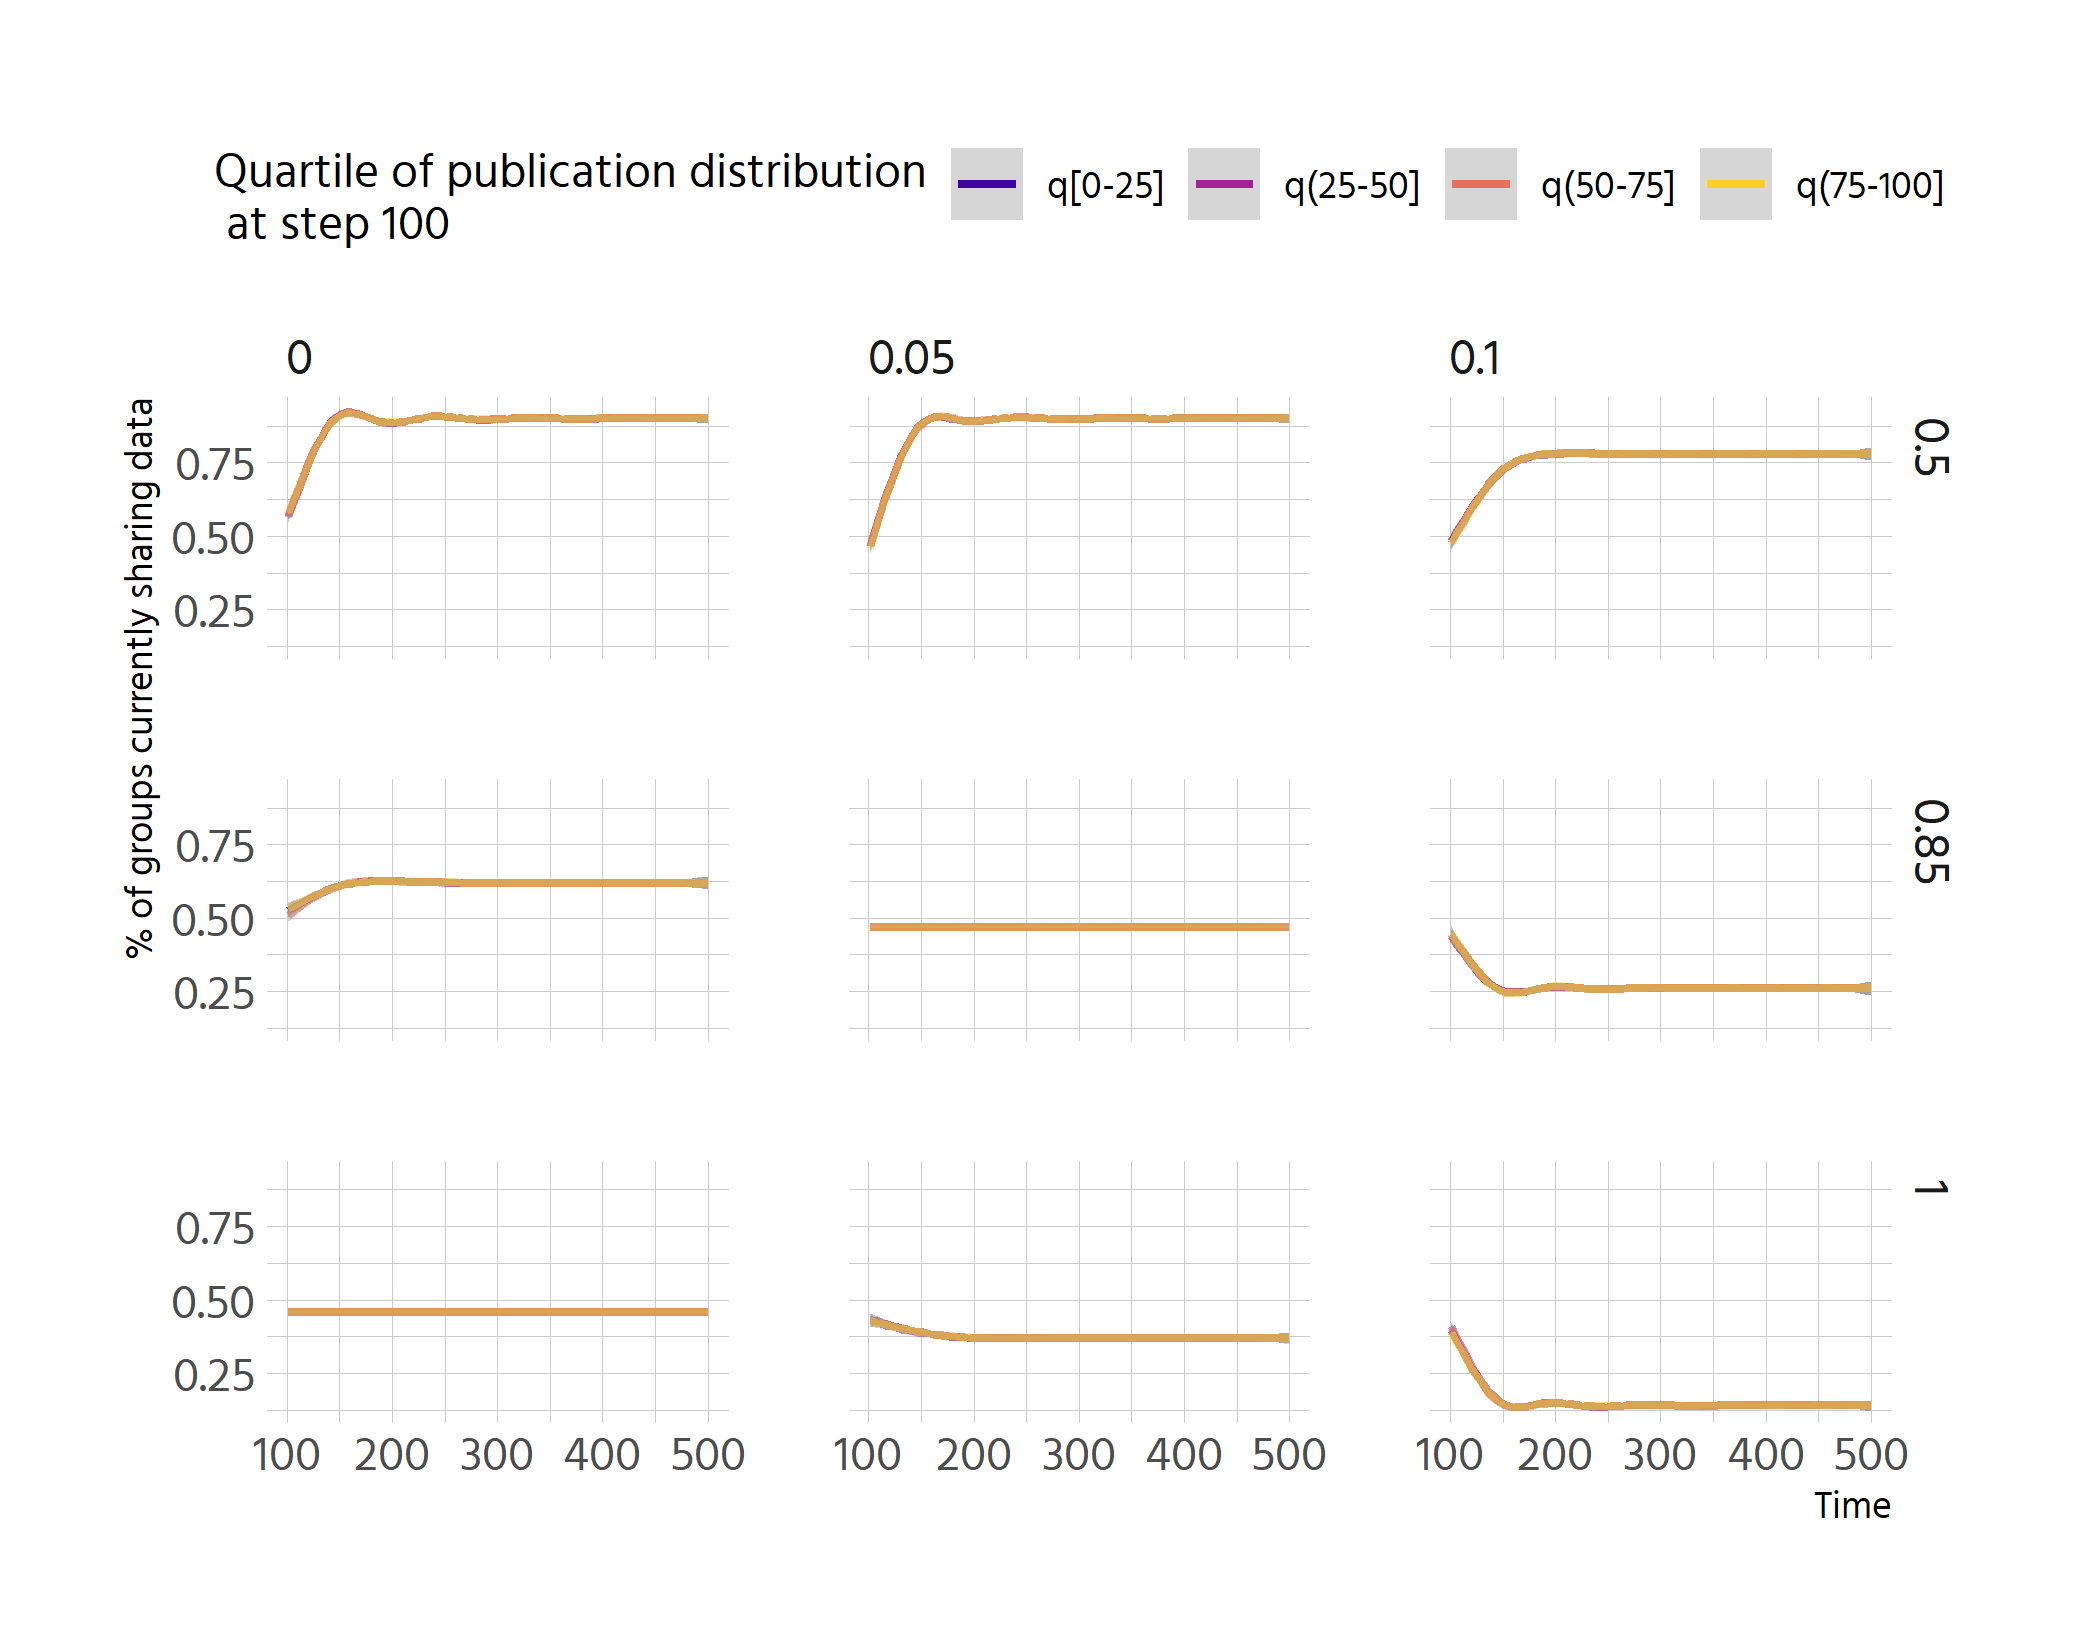 Quartile of publication distribution
at step 100
q[0-25]
q(25-50]
q(50-75]
q(75-100]
0
0.05
0.1
% of groups currently sharing data
0.75
0.50
0.25
0.5
0.75
0.50
0.25
0.85
0.75
0.50
0.25
1
100 200 300 400 500
100 200 300 400 500
100 200 300 400 500
Time